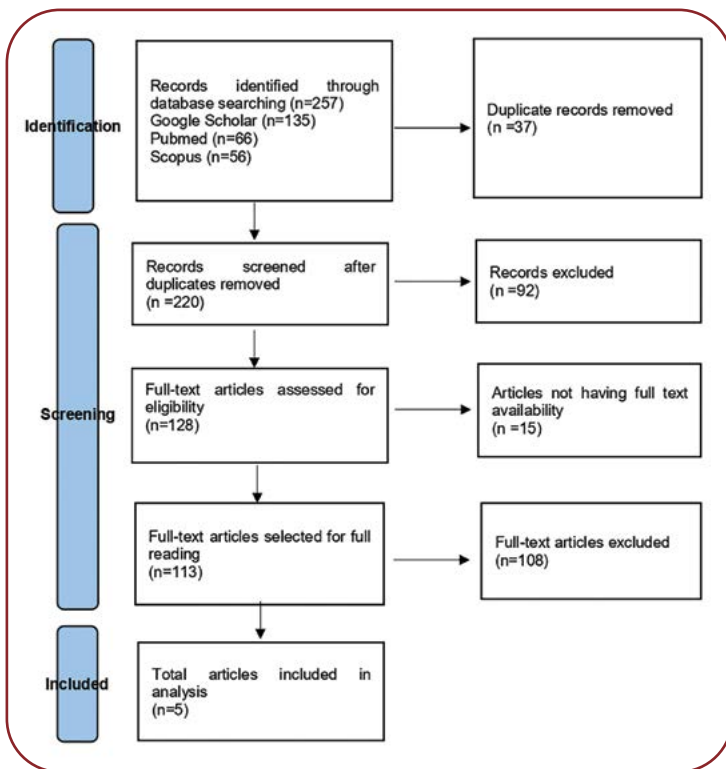 Identification
Records identified through
database searching (n=257)
Google Scholar (n=135)
Pubmed (n=66)
Scopus (n=56)
Duplicate records removed
(n =37)
Screening
Records screened after
duplicates removed
(n =220)
Records excluded
(n =92)
Full-text articles assessed for
eligibility
(n=128)
Articles not having full text
availability
(n =15)
Full-text articles selected for full
reading
(n=113)
Full-text articles excluded
(n=108)
Included
Total articles included in
analysis
(n=5)